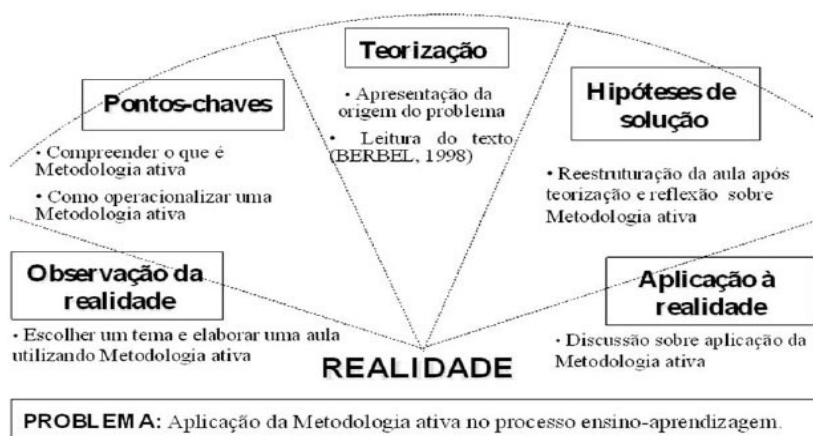 Teorização
• Apresentação da
origem do problema
• Leitura do texto
(BERBEL, 1998)
Pontos-chaves
• Compreender o que é
Metodologia ativa
• Como operacionalizar uma
Metodologia ativa
Hipóteses de
solução
• Reestruturação da aula após
teorização e reflexão sobre
Metodologia ativa
Observação da
realidade
• Escolher um tema e elaborar uma aula
utilizando Metodologia ativa
Aplicação à
realidade
• Discussão sobre aplicação da
Metodologia ativa
REALIDADE
PROBLEMA: Aplicação da Metodologia ativa no processo ensino-aprendizagem.